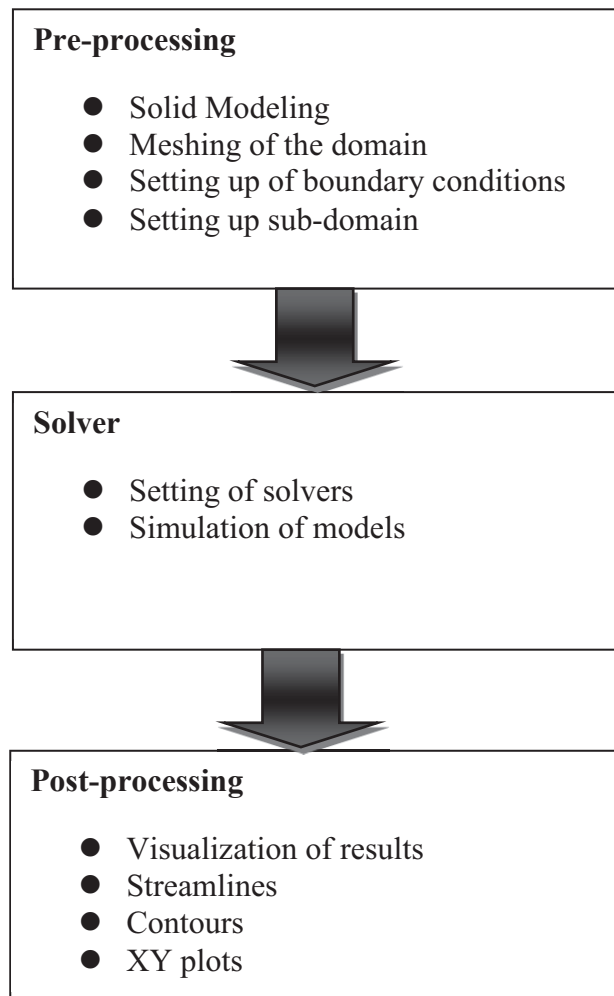 Pre-processing
● Solid Modeling
● Meshing of the domain
● Setting up of boundary conditions
● Setting up sub-domain
Solver
● Setting of solvers
● Simulation of models
Post-processing
● Visualization of results
● Streamlines
● Contours
● XY plots